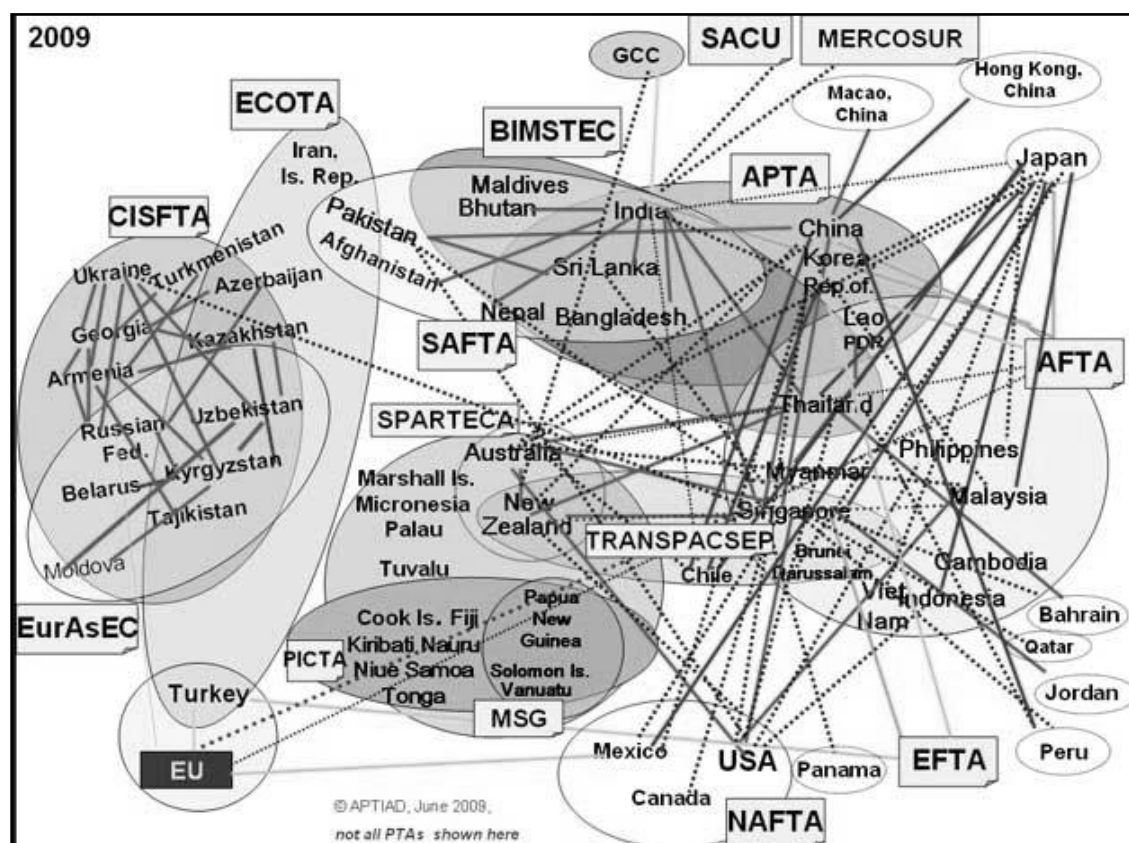 2009
GCC
SACU
MERCOSUR
Hong Kong,
China
Macao,
China
ECOTA
BIMSTEC
Iran,
Is. Rep.
APTA
Japan
Maldives
Bhutan
India
CISFTA
Pakistan
China
Afghanistan
Korea
Rep.of.
Ukraine
Turkmenistan
Azerbaijan
Sri Lanka
Nepal
Bangladesh
Lao
PDR
Georgia
Kazakhstan
SAFTA
AFTA
Armenia
Uzbekistan
SPARTECA
Thailand
Russian
Fed.
Australia
Philippines
Kyrgyzstan
Myanmar
Belarus
Marshall Is.
Micronesia
Palau
New
Zealand
Malaysia
Singapore
Tajikistan
TRANSPACSEP
Moldova
Tuvalu
Chile
Brunei
Darussalam
Cambodia
Viet
Nam
Indonesia
EurAsEC
Papua
New
Guinea
Cook Is. Fiji
Kiribati Nauru
Niue Samoa
Tonga
PICTA
Solomon Is.
Vanuatu
Bahrain
Qatar
Jordan
Turkey
MSG
EU
Mexico
USA
Panama
EFTA
Peru
Canada
NAFTA
© APTIAD, June 2009,
not all PTAs shown here